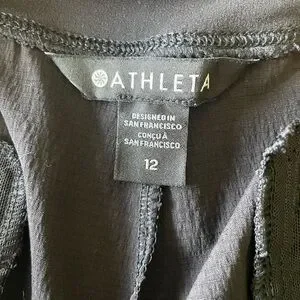 ATHLETA
DESIGNED IN
SAN FRANCISCO
CONÇU À
SAN FRANCISCO
12